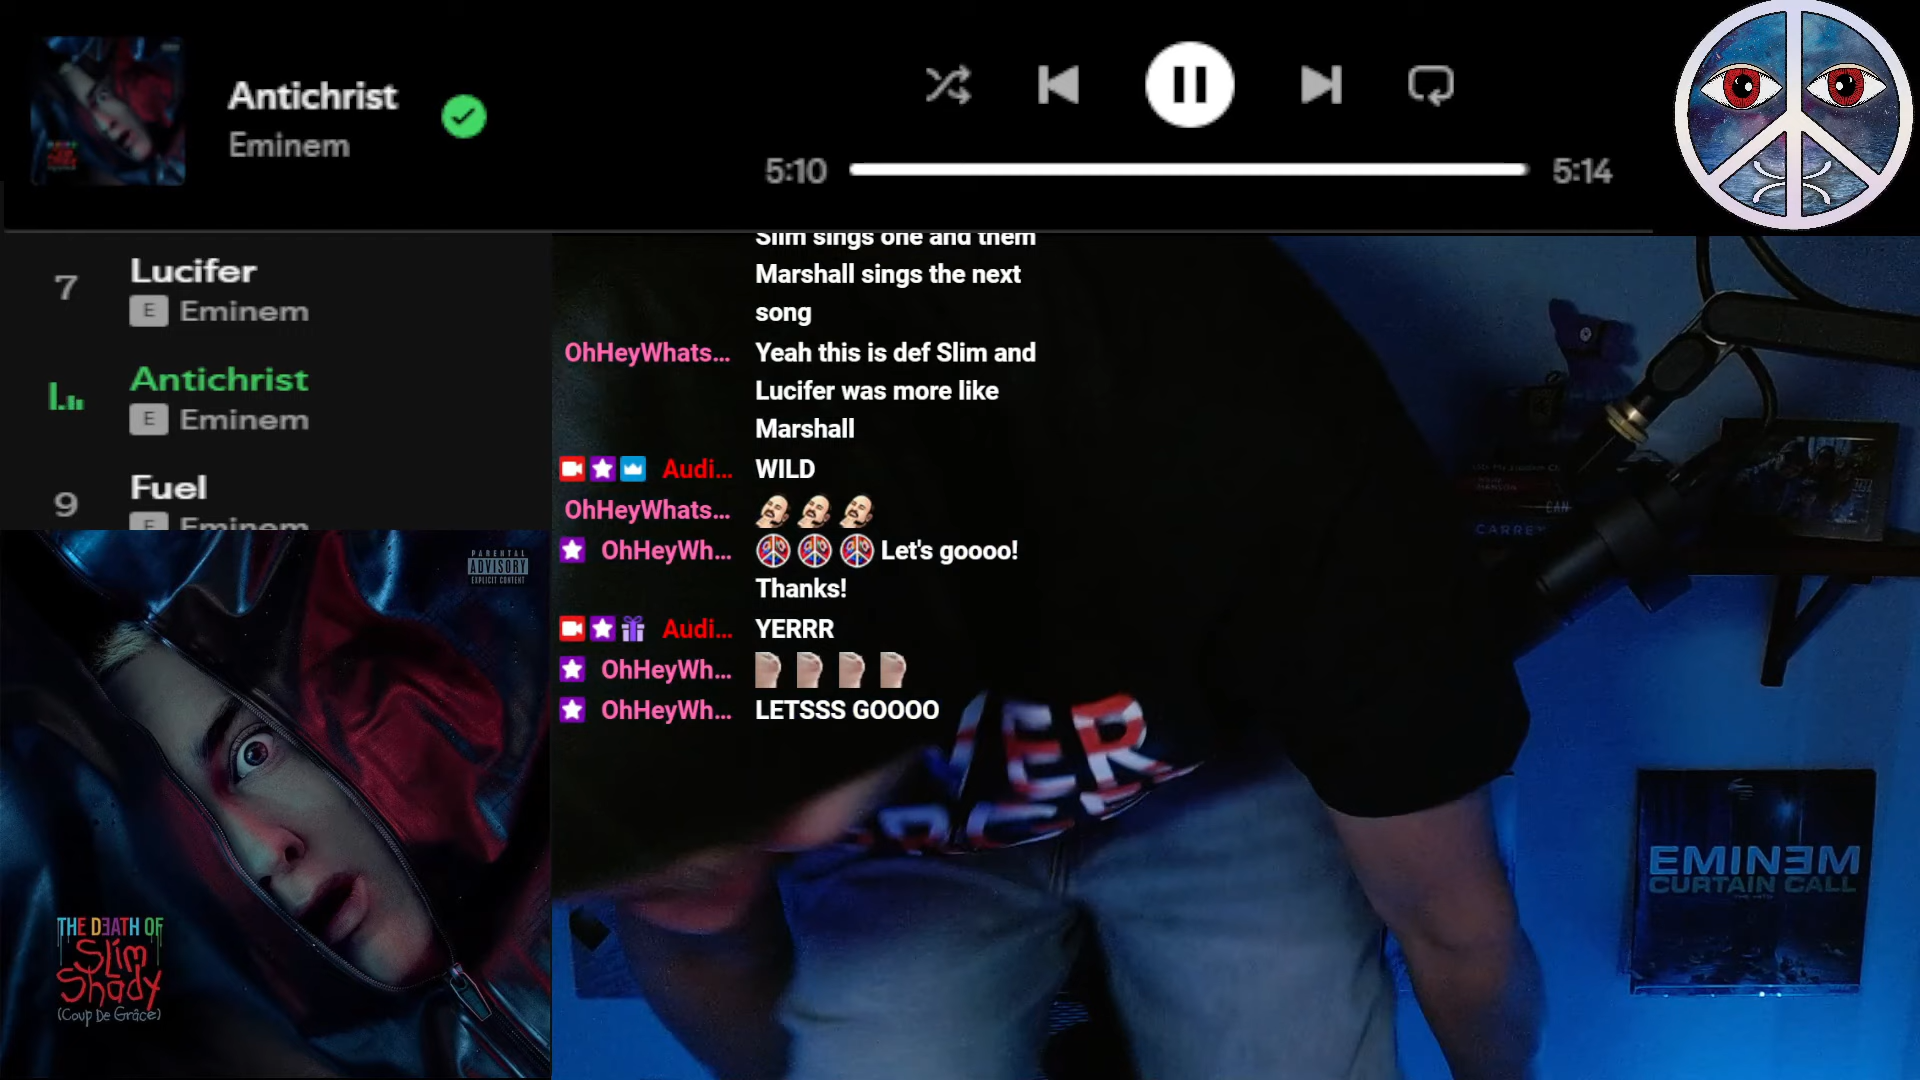 Antichrist
Eminem
5:10
5:14
7
Lucifer
E Eminem
Antichrist
E Eminem
9
Fuel
E Eminem
Slim sings one and them
Marshall sings the next
song
OhHeyWhats... Yeah this is def Slim and
Lucifer was more like
Marshall
Audi... WILD
OhHeyWhats...
OhHeyWh... Let's goooo!
Thanks!
Audi... YERRR
OhHeyWh...
OhHeyWh... LETSSS GOOOO
PARENTAL
ADVISORY
EXPLICIT CONTENT
THE DƎATH OF
Slim
Shady
(Coup De Grâce)
CARREY
EMINƎM
CURTAIN CALL